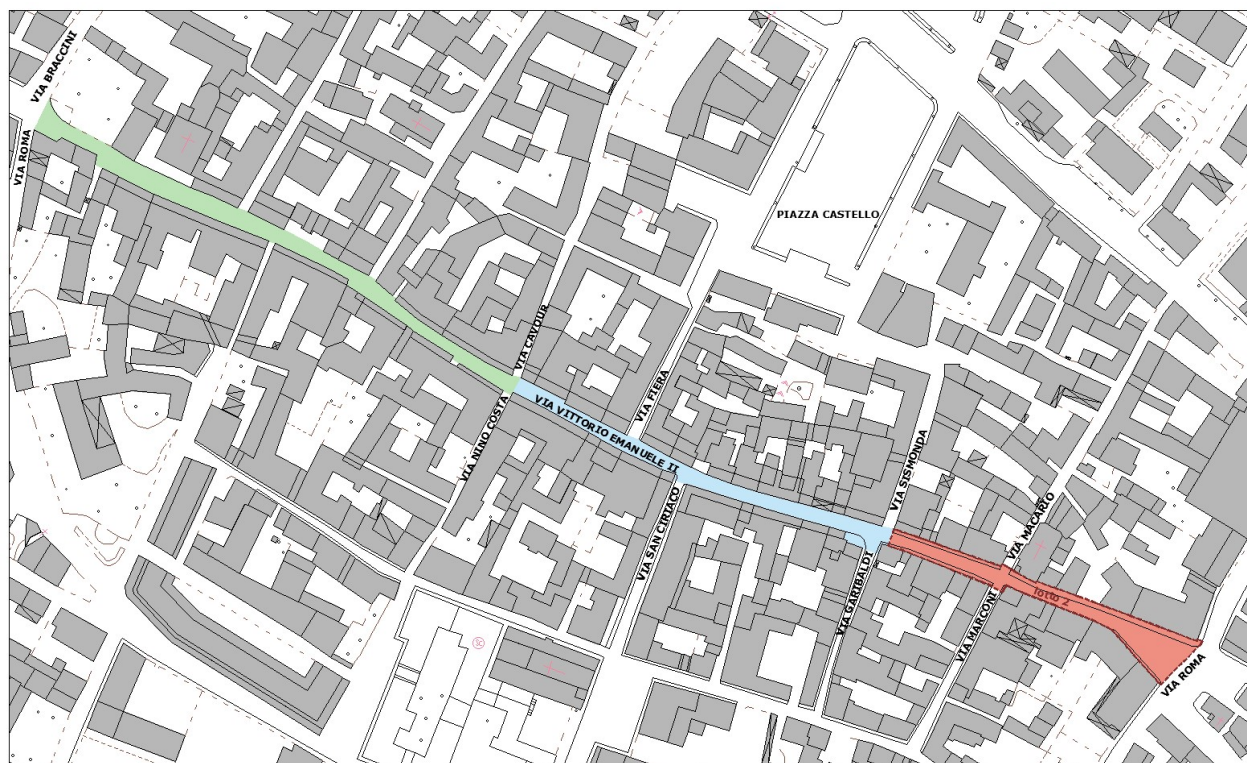 VIA BRACCINI
VIA ROMA
PIAZZA CASTELLO
VIA CAVOUR
VIA FIERA
VIA VITTORIO EMANUELE II
VIA NINO COSTA
VIA SISMONDA
VIA SAN CIRIACO
VIA MACARIO
VIA GARIBALDI
lotto 2
VIA MARCONI
VIA ROMA